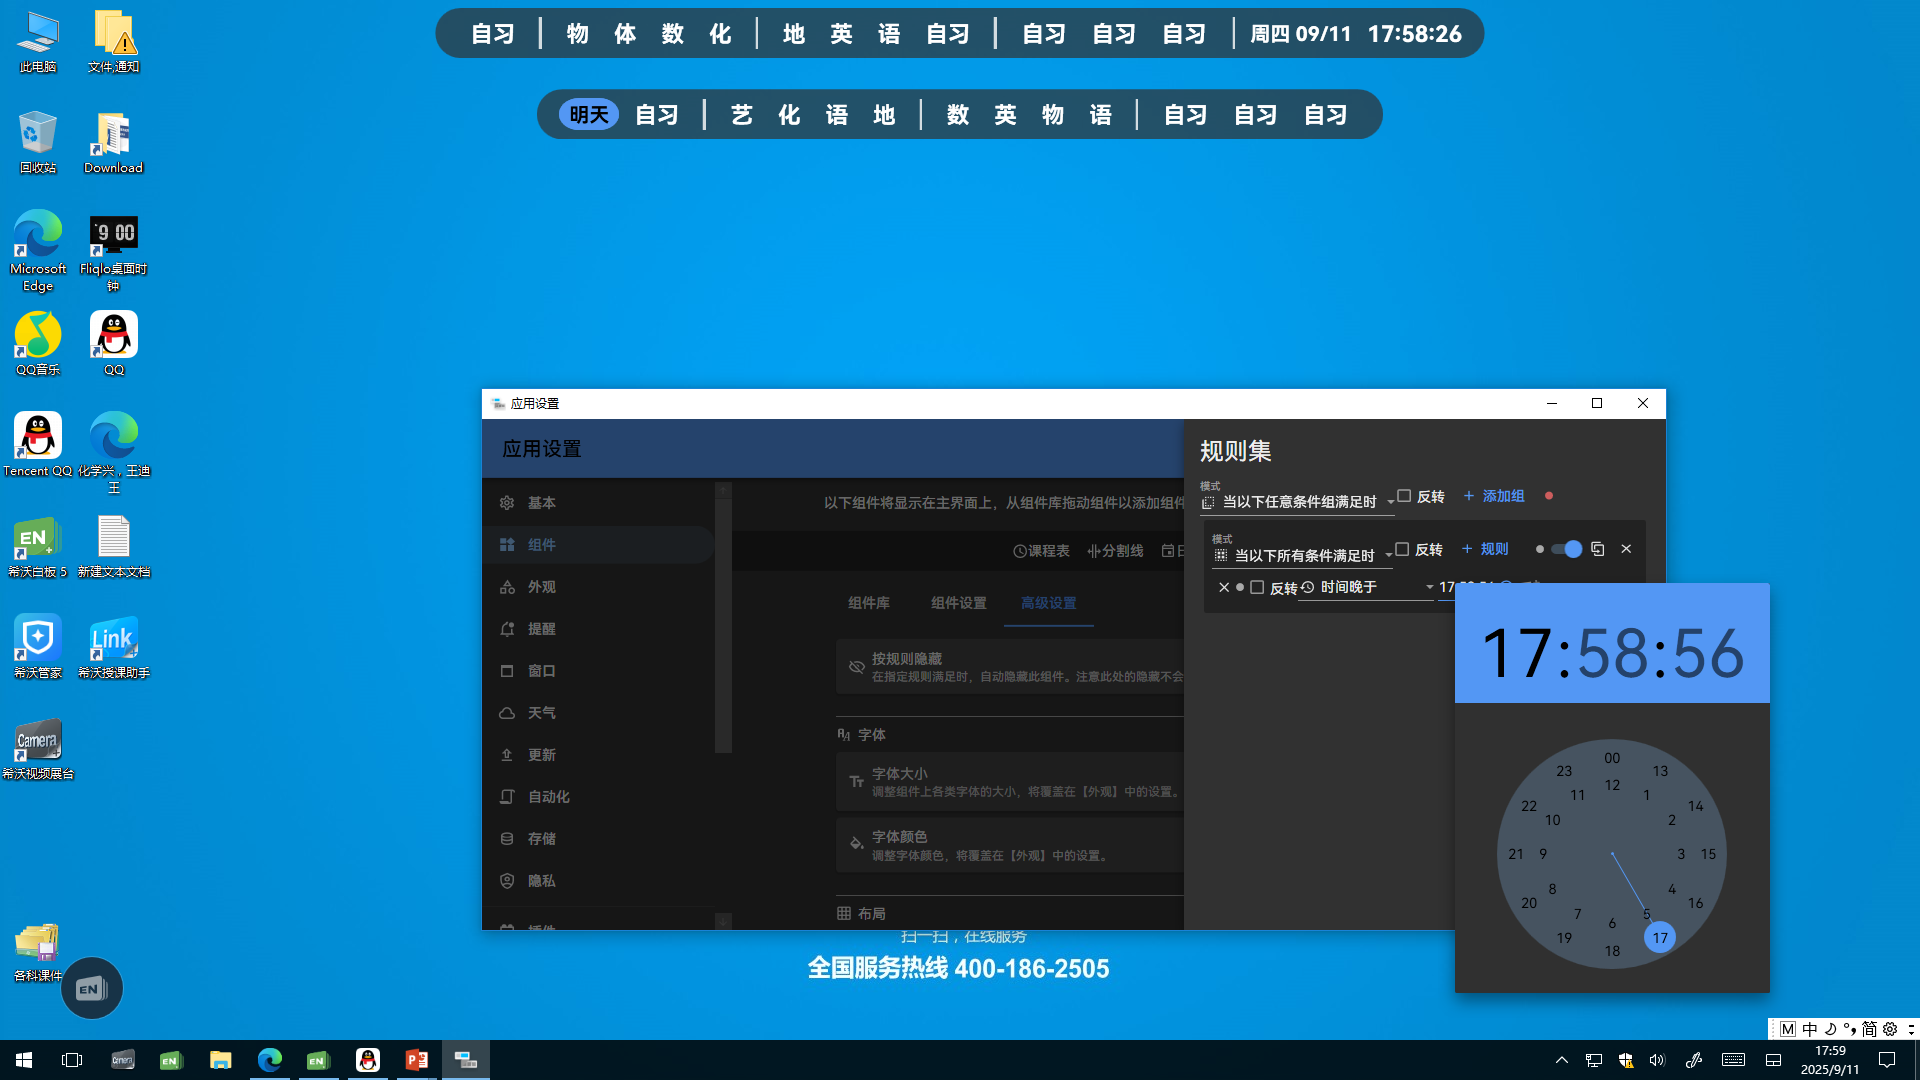 自习 | 物 体 数 化 | 地 英 语 自习 | 自习 自习 自习 | 周四 09/11 17:58:26
明天 自习 | 艺 化 语 地 | 数 英 物 语 | 自习 自习 自习
此电脑
文件,通知
回收站
Download
Microsoft Edge
9 00
Fliqlo桌面时钟
QQ音乐
QQ
Tencent QQ
化学兴，王迪王
EN
希沃白板 5
新建文本文档
希沃管家
Link
希沃授课助手
Camera
希沃视频展台
各科课件
EN
应用设置
应用设置
基本
组件
外观
提醒
窗口
天气
更新
自动化
存储
隐私
以下组件将显示在主界面上，从组件库拖动组件以添加组件
课程表 分割线
组件库 组件设置 高级设置
按规则隐藏
在指定规则满足时，自动隐藏此组件。注意此处的隐藏不会
字体
Tr
字体大小
调整组件上各类字体的大小，将覆盖在【外观】中的设置。
字体颜色
调整字体颜色，将覆盖在【外观】中的设置。
布局
规则集
模式
当以下任意条件组满足时 反转 + 添加组
模式
当以下所有条件满足时 反转 + 规则
反转 时间晚于
17:58:56
00
23 13
12
11 1
22 14
10 2
21 9 3 15
8 4
20 16
7 5
6
19 17
18
扫一扫，在线服务
全国服务热线 400-186-2505
M 中 简
Camera
EN
EN
P
17:59
2025/9/11